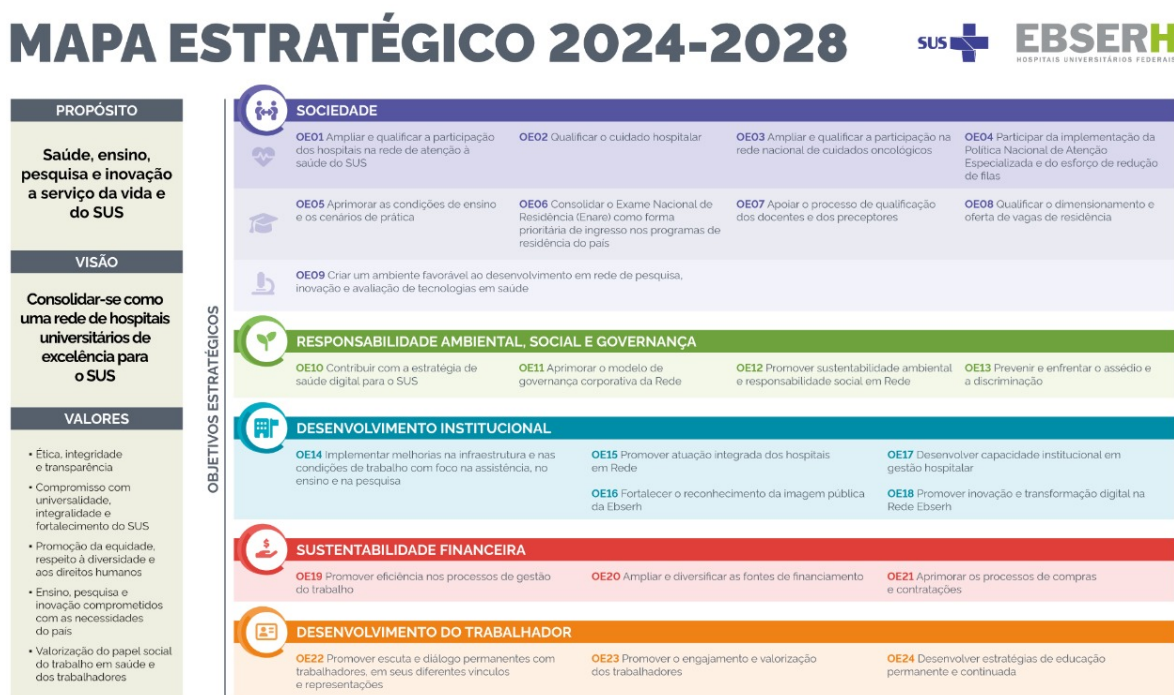 MAPA ESTRATÉGICO 2024-2028
SUS
EBSERH
HOSPITAIS UNIVERSITÁRIOS FEDERAIS
PROPÓSITO
Saúde, ensino,
pesquisa e inovação
a serviço da vida e
do SUS
VISÃO
Consolidar-se como
uma rede de hospitais
universitários de
excelência para
o SUS
VALORES
• Ética, integridade
e transparência
• Compromisso com
universalidade,
integralidade e
fortalecimento do SUS
• Promoção da equidade,
respeito à diversidade e
aos direitos humanos
• Ensino, pesquisa e
inovação comprometidos
com as necessidades
do país
• Valorização do papel social
do trabalho em saúde e
dos trabalhadores
OBJETIVOS ESTRATÉGICOS
SOCIEDADE
OE01 Ampliar e qualificar a participação
dos hospitais na rede de atenção à
saúde do SUS
OE02 Qualificar o cuidado hospitalar
OE03 Ampliar e qualificar a participação na
rede nacional de cuidados oncológicos
OE04 Participar da implementação da
Política Nacional de Atenção
Especializada e do esforço de redução
de filas
OE05 Aprimorar as condições de ensino
e os cenários de prática
OE06 Consolidar o Exame Nacional de
Residência (Enare) como forma
prioritária de ingresso nos programas de
residência do país
OE07 Apoiar o processo de qualificação
dos docentes e dos preceptores
OE08 Qualificar o dimensionamento e
oferta de vagas de residência
OE09 Criar um ambiente favorável ao desenvolvimento em rede de pesquisa,
inovação e avaliação de tecnologias em saúde
RESPONSABILIDADE AMBIENTAL, SOCIAL E GOVERNANÇA
OE10 Contribuir com a estratégia de
saúde digital para o SUS
OE11 Aprimorar o modelo de
governança corporativa da Rede
OE12 Promover sustentabilidade ambiental
e responsabilidade social em Rede
OE13 Prevenir e enfrentar o assédio e
a discriminação
DESENVOLVIMENTO INSTITUCIONAL
OE14 Implementar melhorias na infraestrutura e nas
condições de trabalho com foco na assistência, no
ensino e na pesquisa
OE15 Promover atuação integrada dos hospitais
em Rede
OE16 Fortalecer o reconhecimento da imagem pública
da Ebserh
OE17 Desenvolver capacidade institucional em
gestão hospitalar
OE18 Promover inovação e transformação digital na
Rede Ebserh
SUSTENTABILIDADE FINANCEIRA
OE19 Promover eficiência nos processos de gestão
do trabalho
OE20 Ampliar e diversificar as fontes de financiamento
OE21 Aprimorar os processos de compras
e contratações
DESENVOLVIMENTO DO TRABALHADOR
OE22 Promover escuta e diálogo permanentes com
trabalhadores, em seus diferentes vínculos
e representações
OE23 Promover o engajamento e valorização
dos trabalhadores
OE24 Desenvolver estratégias de educação
permanente e continuada